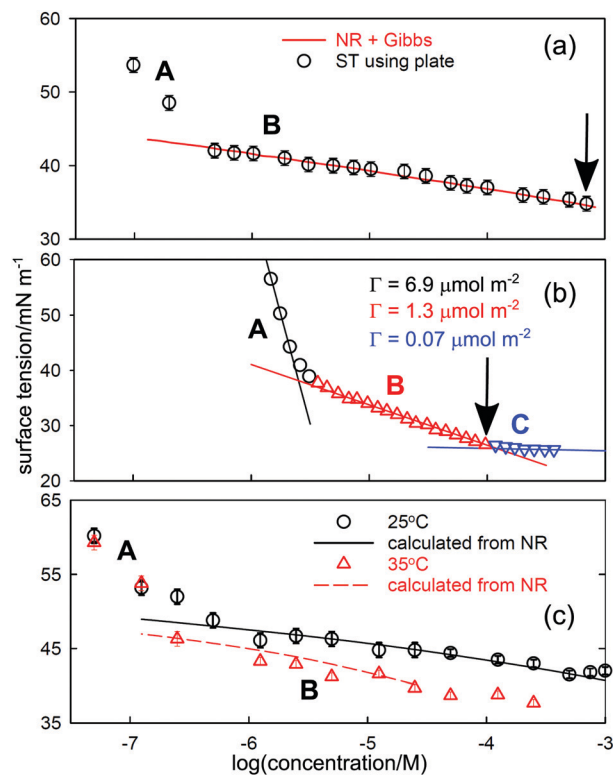 60
50
40
30
A
B
NR + Gibbs
ST using plate
(a)
surface tension/mN m⁻¹
60
50
40
30
20
A
B
C
Γ = 6.9 μmol m⁻²
Γ = 1.3 μmol m⁻²
Γ = 0.07 μmol m⁻²
(b)
65
55
45
35
A
B
25°C
calculated from NR
35°C
calculated from NR
(c)
-7 -6 -5 -4 -3
log(concentration/M)